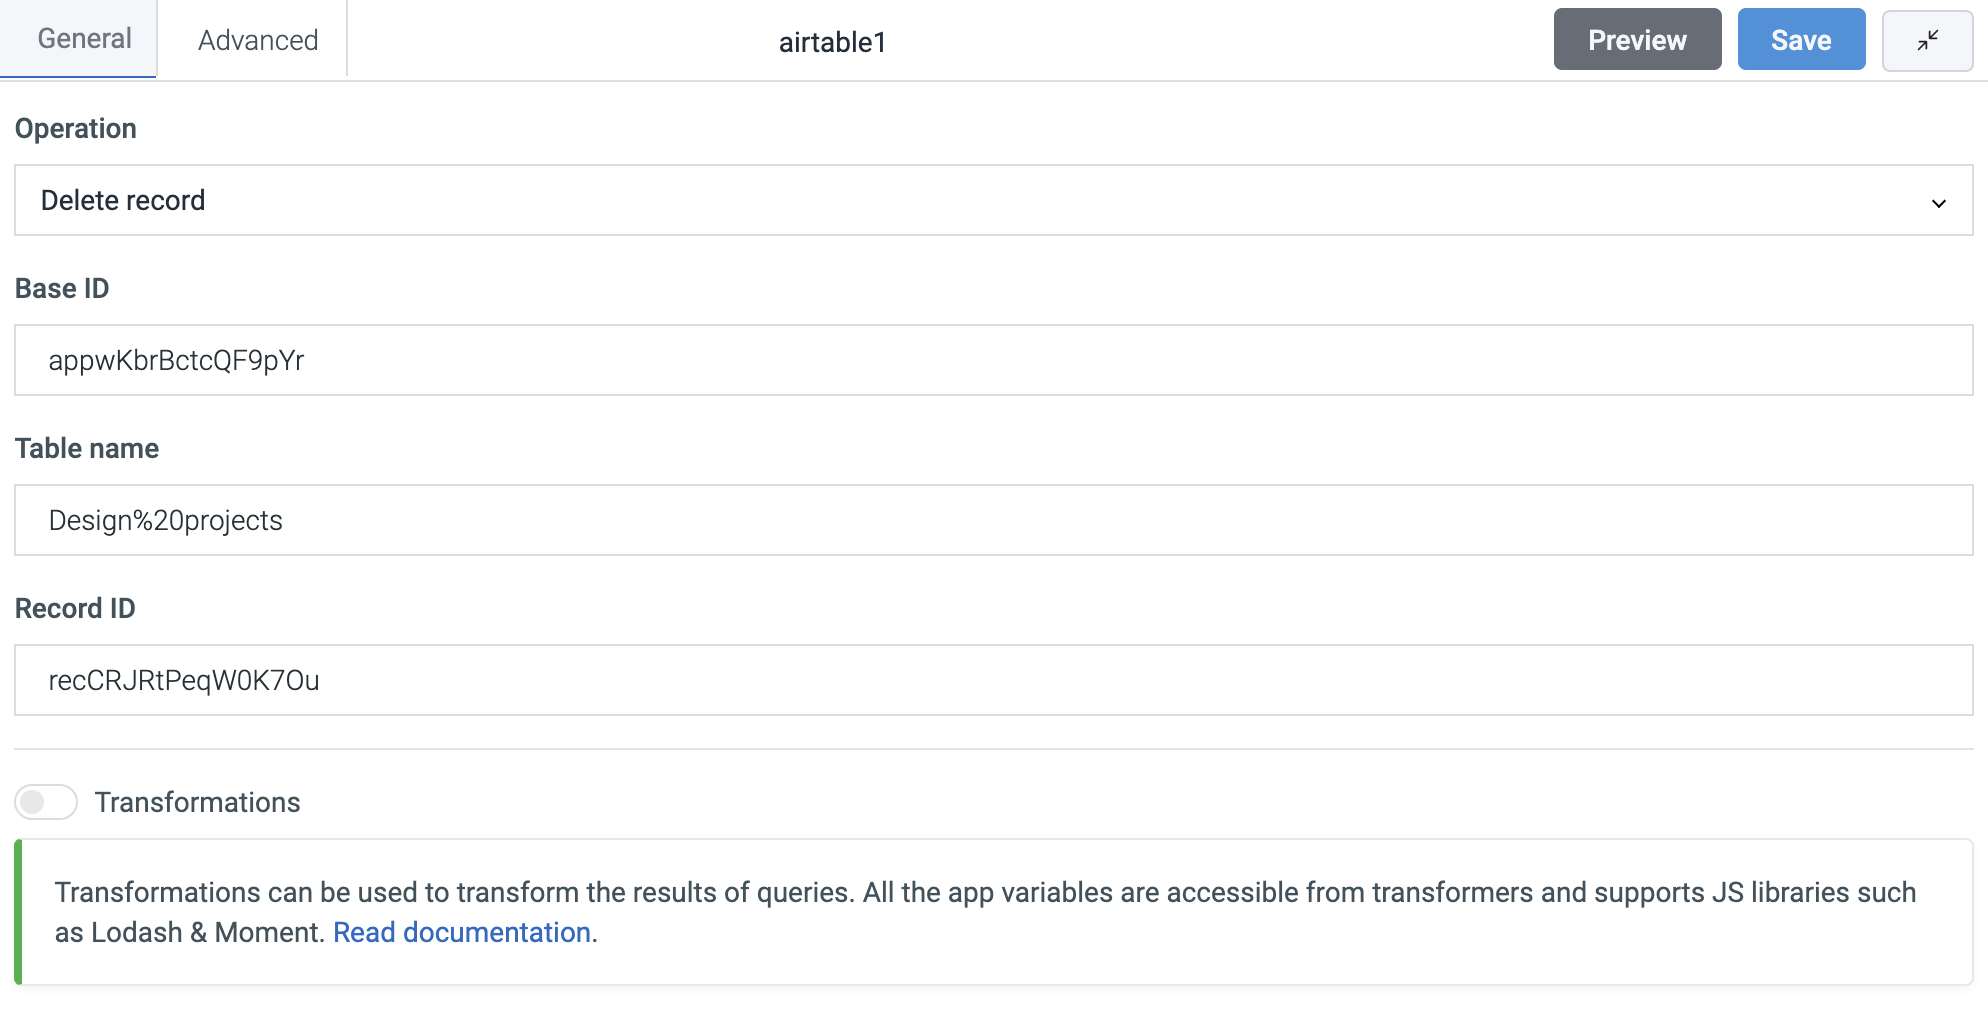 General
Advanced
airtable1
Preview
Save
Operation
Delete record
Base ID
appwKbrBctcQF9pYr
Table name
Design%20projects
Record ID
recCRJRtPeqW0K7Ou
Transformations
Transformations can be used to transform the results of queries. All the app variables are accessible from transformers and supports JS libraries such
as Lodash & Moment. Read documentation.